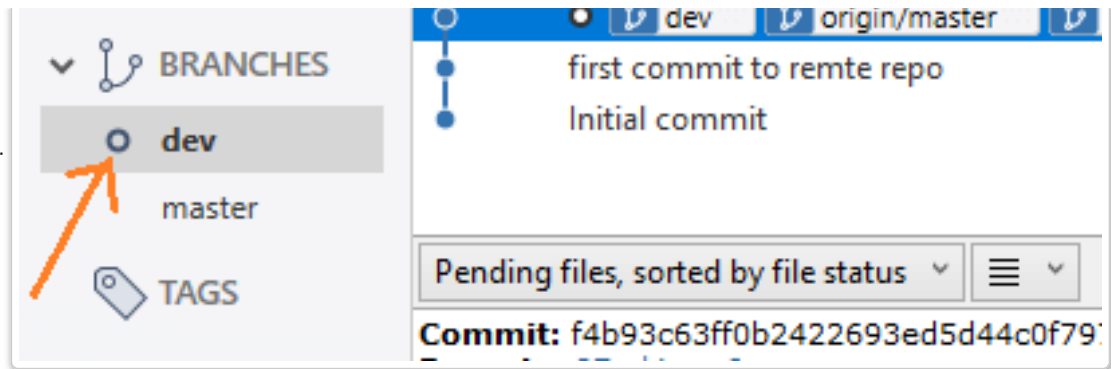 BRANCHES
dev
master
TAGS
dev origin/master
first commit to remte repo
Initial commit
Pending files, sorted by file status
Commit: f4b93c63ff0b2422693ed5d44c0f79